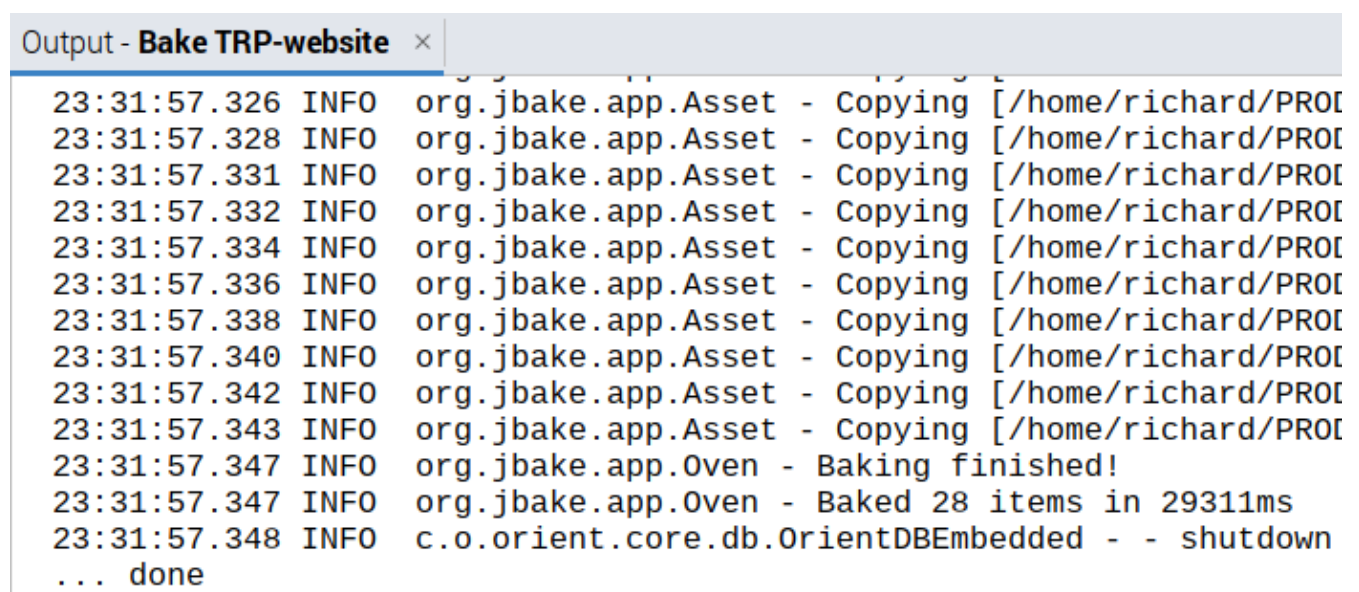 Output - Bake TRP-website ×
23:31:57.326 INFO  org.jbake.app.Asset - Copying [/home/richard/PROD
23:31:57.328 INFO  org.jbake.app.Asset - Copying [/home/richard/PROD
23:31:57.331 INFO  org.jbake.app.Asset - Copying [/home/richard/PROD
23:31:57.332 INFO  org.jbake.app.Asset - Copying [/home/richard/PROD
23:31:57.334 INFO  org.jbake.app.Asset - Copying [/home/richard/PROD
23:31:57.336 INFO  org.jbake.app.Asset - Copying [/home/richard/PROD
23:31:57.338 INFO  org.jbake.app.Asset - Copying [/home/richard/PROD
23:31:57.340 INFO  org.jbake.app.Asset - Copying [/home/richard/PROD
23:31:57.342 INFO  org.jbake.app.Asset - Copying [/home/richard/PROD
23:31:57.343 INFO  org.jbake.app.Asset - Copying [/home/richard/PROD
23:31:57.347 INFO  org.jbake.app.Oven - Baking finished!
23:31:57.347 INFO  org.jbake.app.Oven - Baked 28 items in 29311ms
23:31:57.348 INFO  c.o.orient.core.db.OrientDBEmbedded - - shutdown
... done